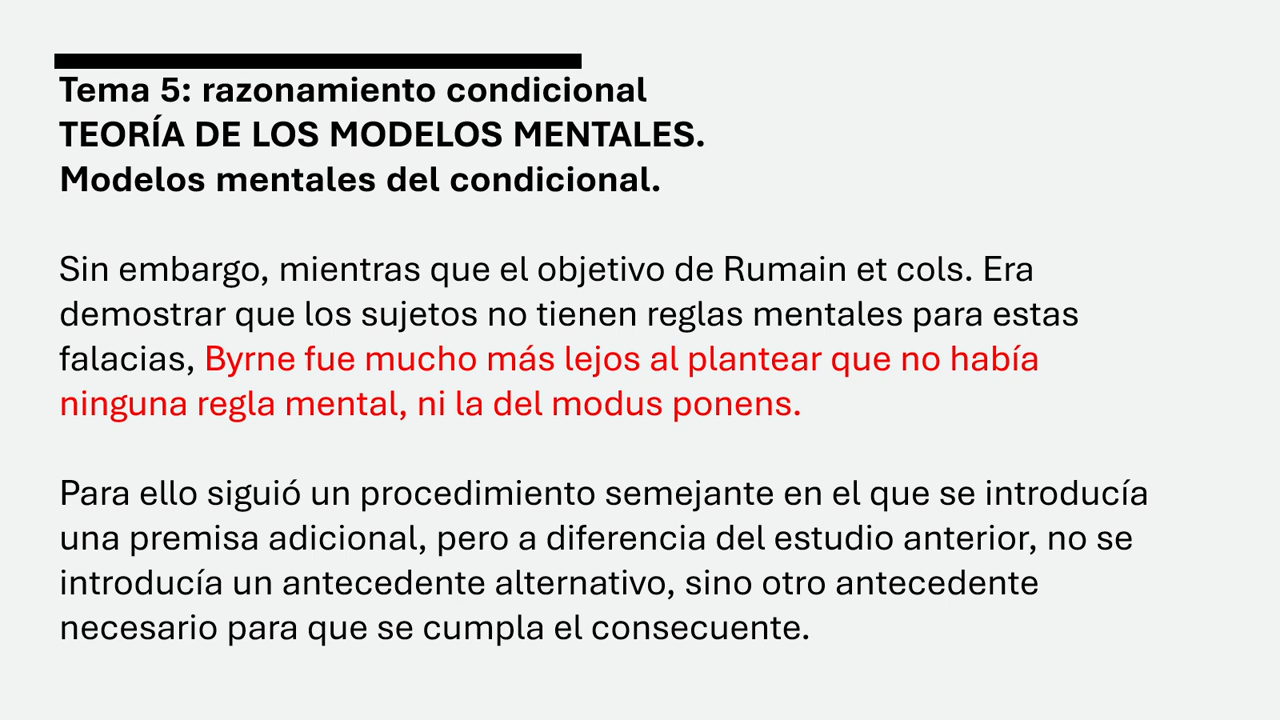 Tema 5: razonamiento condicional
TEORÍA DE LOS MODELOS MENTALES.
Modelos mentales del condicional.
Sin embargo, mientras que el objetivo de Rumain et cols. Era
demostrar que los sujetos no tienen reglas mentales para estas
falacias, Byrne fue mucho más lejos al plantear que no había
ninguna regla mental, ni la del modus ponens.
Para ello siguió un procedimiento semejante en el que se introducía
una premisa adicional, pero a diferencia del estudio anterior, no se
introducía un antecedente alternativo, sino otro antecedente
necesario para que se cumpla el consecuente.